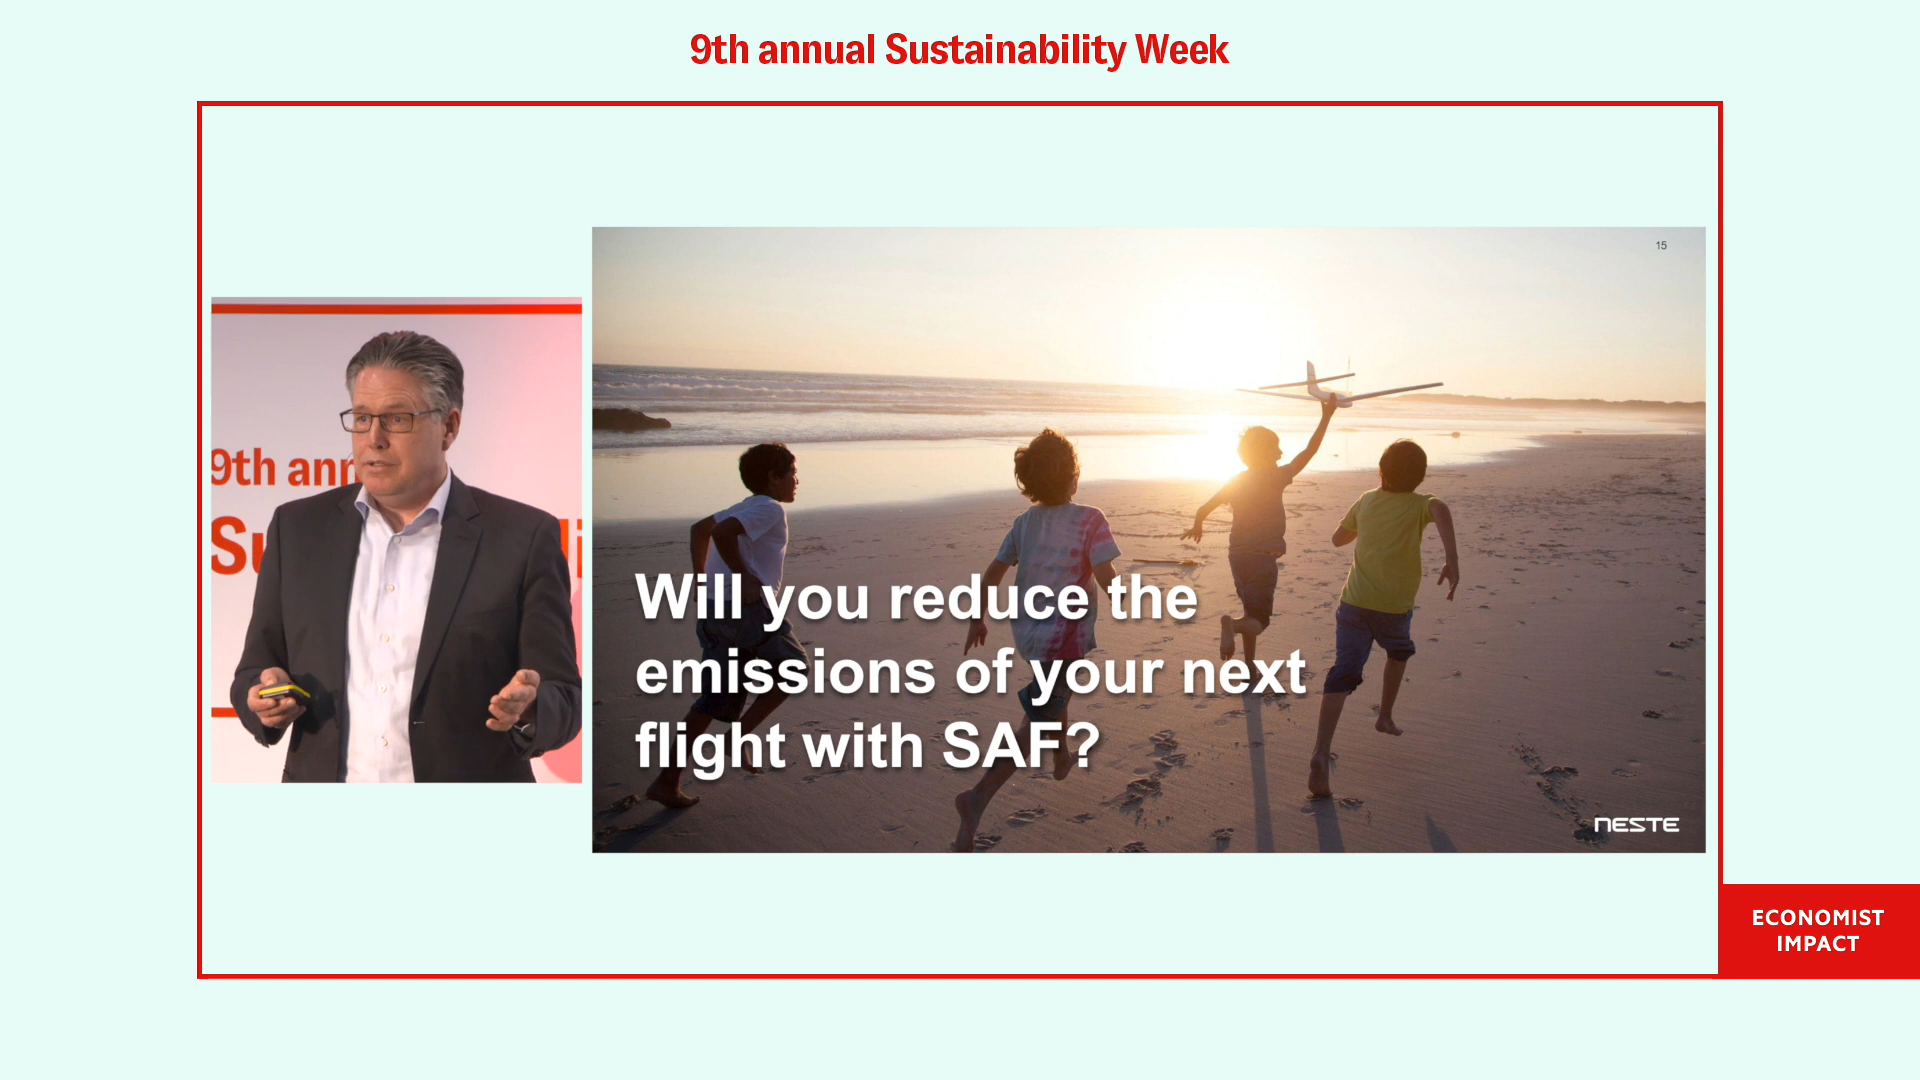 9th annual Sustainability Week
9th ann
Su
li
15
Will you reduce the
emissions of your next
flight with SAF?
NESTE
ECONOMIST
IMPACT